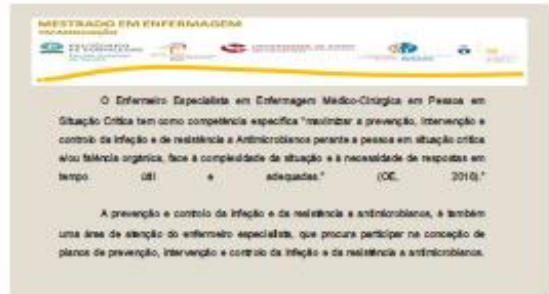 MESTRADO EM ENFERMAGEM
EM ASSOCIAÇÃO
O Enfermeiro Especialista em Enfermagem Médico-Cirúrgica em Pessoa em
Situação Crítica tem como competência específica "maximizar a prevenção, intervenção e
controlo da infeção e de resistência a Antimicrobianos perante a pessoa em situação crítica
e/ou falência orgânica, face à complexidade da situação e à necessidade de respostas em
tempo útil e adequadas." (OE, 2018)."
A prevenção e controlo da infeção e da resistência a antimicrobianos, é também
uma área de atenção do enfermeiro especialista, que procura participar na conceção de
planos de prevenção, intervenção e controlo da infeção e da resistência a antimicrobianos.